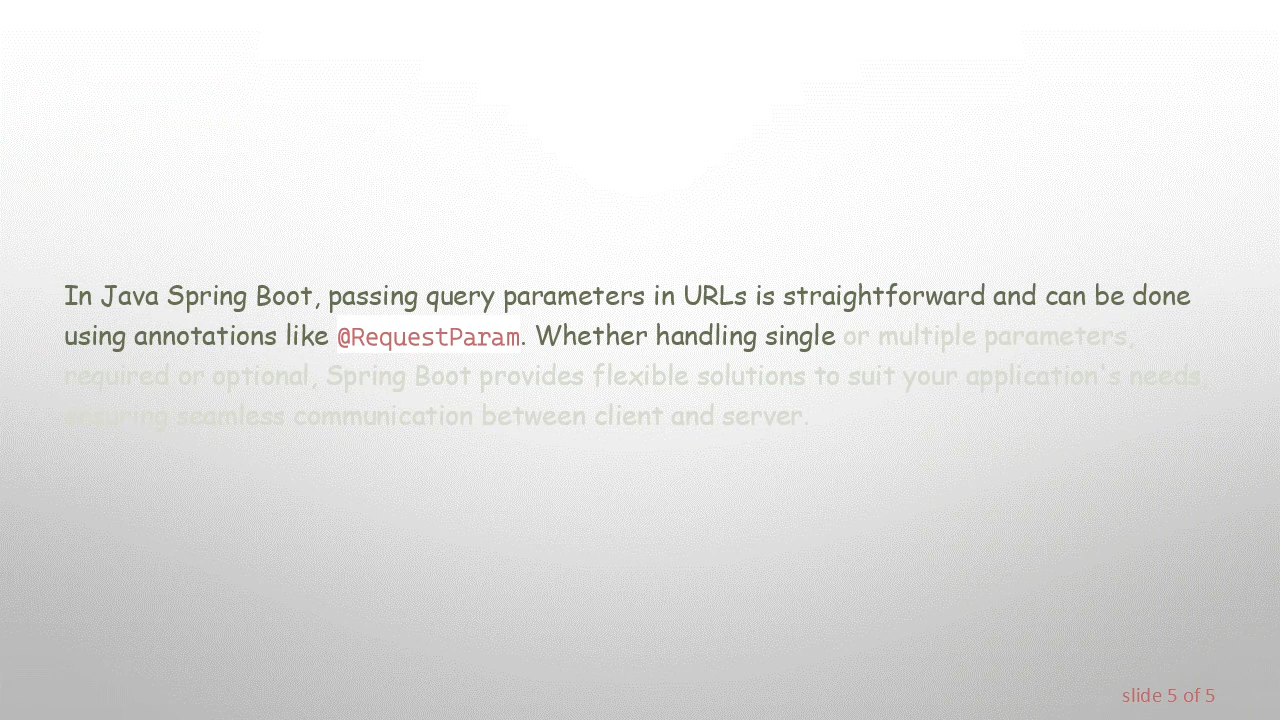 In Java Spring Boot, passing query parameters in URLs is straightforward and can be done
using annotations like @RequestParam. Whether handling single or multiple parameters,
required or optional, Spring Boot provides flexible solutions to suit your application's needs,
ensuring seamless communication between client and server.
slide 5 of 5